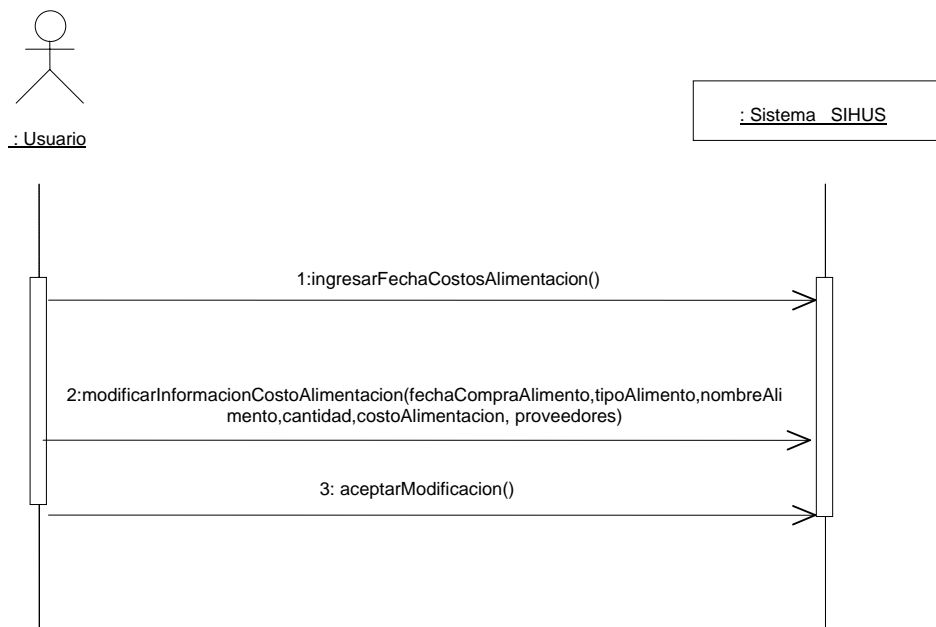 : Usuario
: Sistema SIHUS
1:ingresarFechaCostosAlimentacion()
2:modificarInformacionCostoAlimentacion(fechaCompraAlimento,tipoAlimento,nombreAli
mento,cantidad,costoAlimentacion, proveedores)
3: aceptarModificacion()